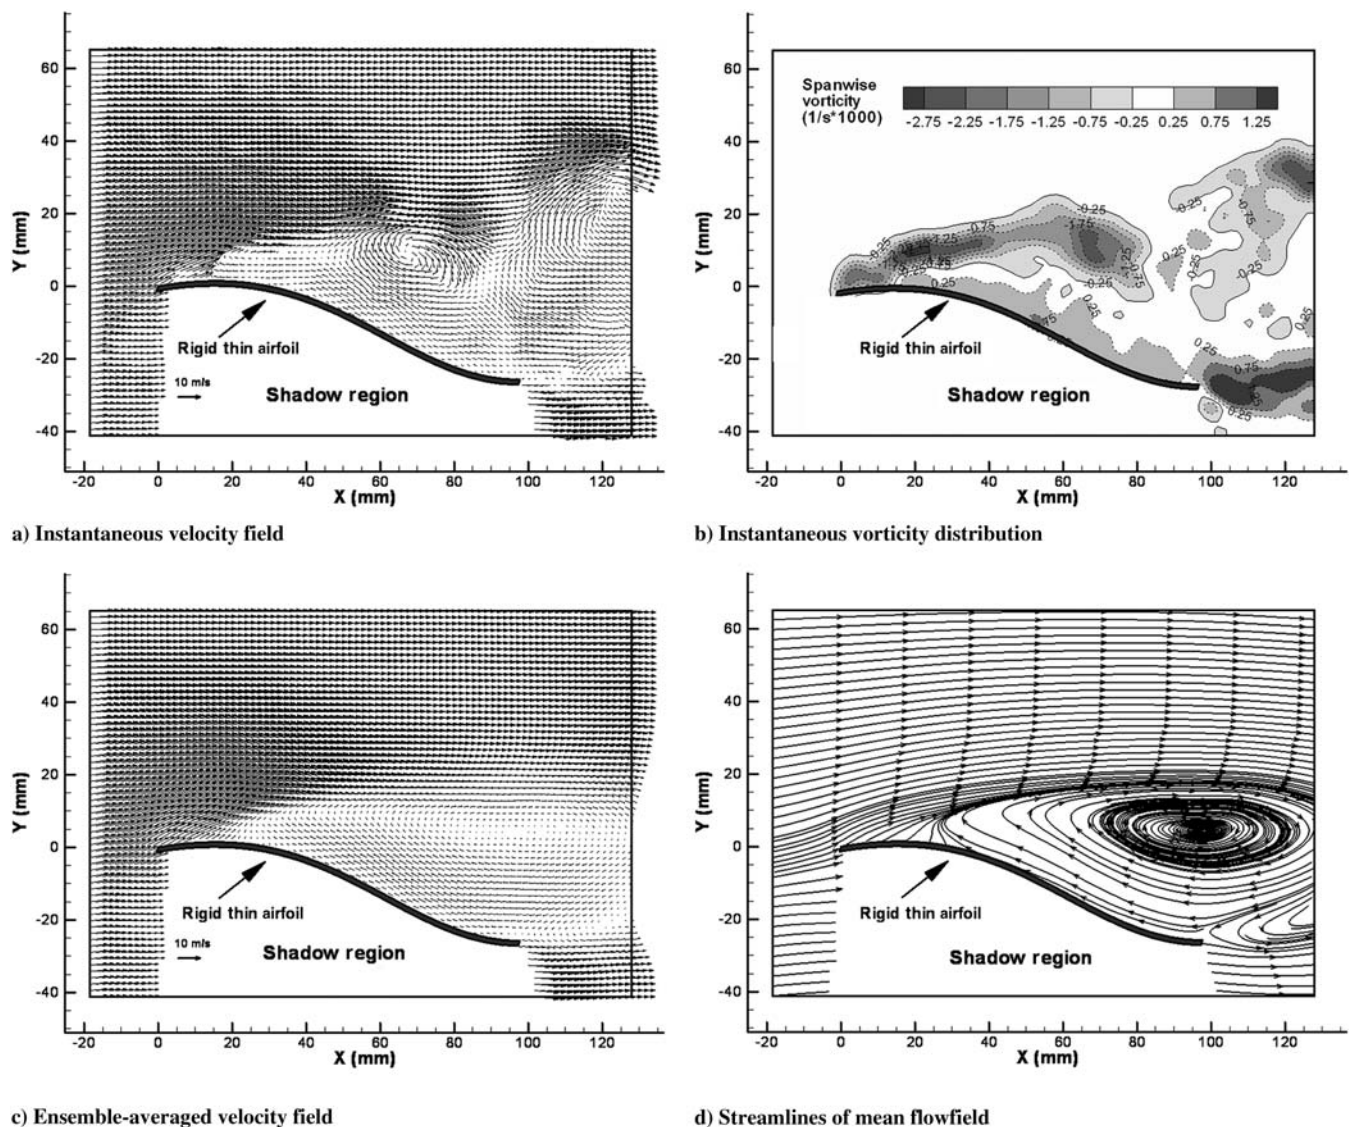 60
40
20
0
-20
-40
Y (mm)
Rigid thin airfoil
10 m/s
Shadow region
-20 0 20 40 60 80 100 120
X (mm)
a) Instantaneous velocity field
60
40
20
0
-20
-40
Y (mm)
Spanwise
vorticity
(1/s*1000)
-2.75 -2.25 -1.75 -1.25 -0.75 -0.25 0.25 0.75 1.25
Rigid thin airfoil
Shadow region
-20 0 20 40 60 80 100 120
X (mm)
b) Instantaneous vorticity distribution
60
40
20
0
-20
-40
Y (mm)
Rigid thin airfoil
10 m/s
Shadow region
-20 0 20 40 60 80 100 120
X (mm)
c) Ensemble-averaged velocity field
60
40
20
0
-20
-40
Y (mm)
Rigid thin airfoil
Shadow region
-20 0 20 40 60 80 100 120
X (mm)
d) Streamlines of mean flowfield